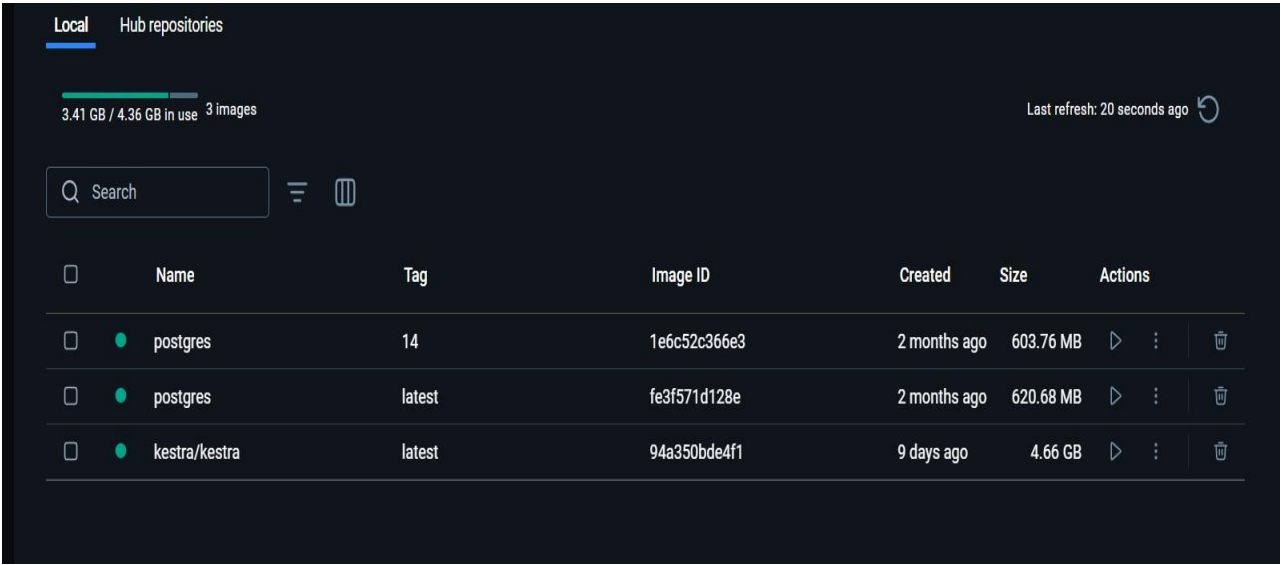 Local Hub repositories
3.41 GB / 4.36 GB in use 3 images Last refresh: 20 seconds ago
Search
Name Tag Image ID Created Size Actions
postgres 14 1e6c52c366e3 2 months ago 603.76 MB
postgres latest fe3f571d128e 2 months ago 620.68 MB
kestra/kestra latest 94a350bde4f1 9 days ago 4.66 GB